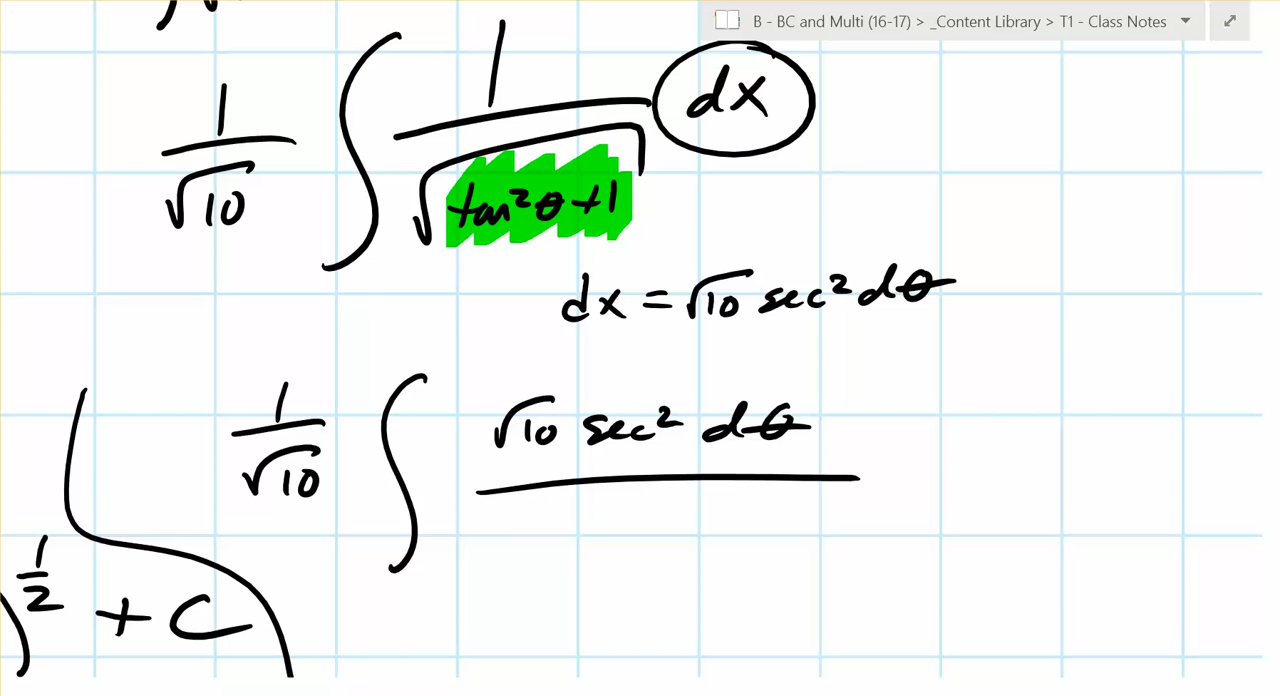 B - BC and Multi (16-17) > _Content Library > T1 - Class Notes
1/√10 ∫ 1/√(tan²θ+1) dx
dx = √10 sec² dθ
1/√10 ∫ √10 sec² dθ
1/2 + C